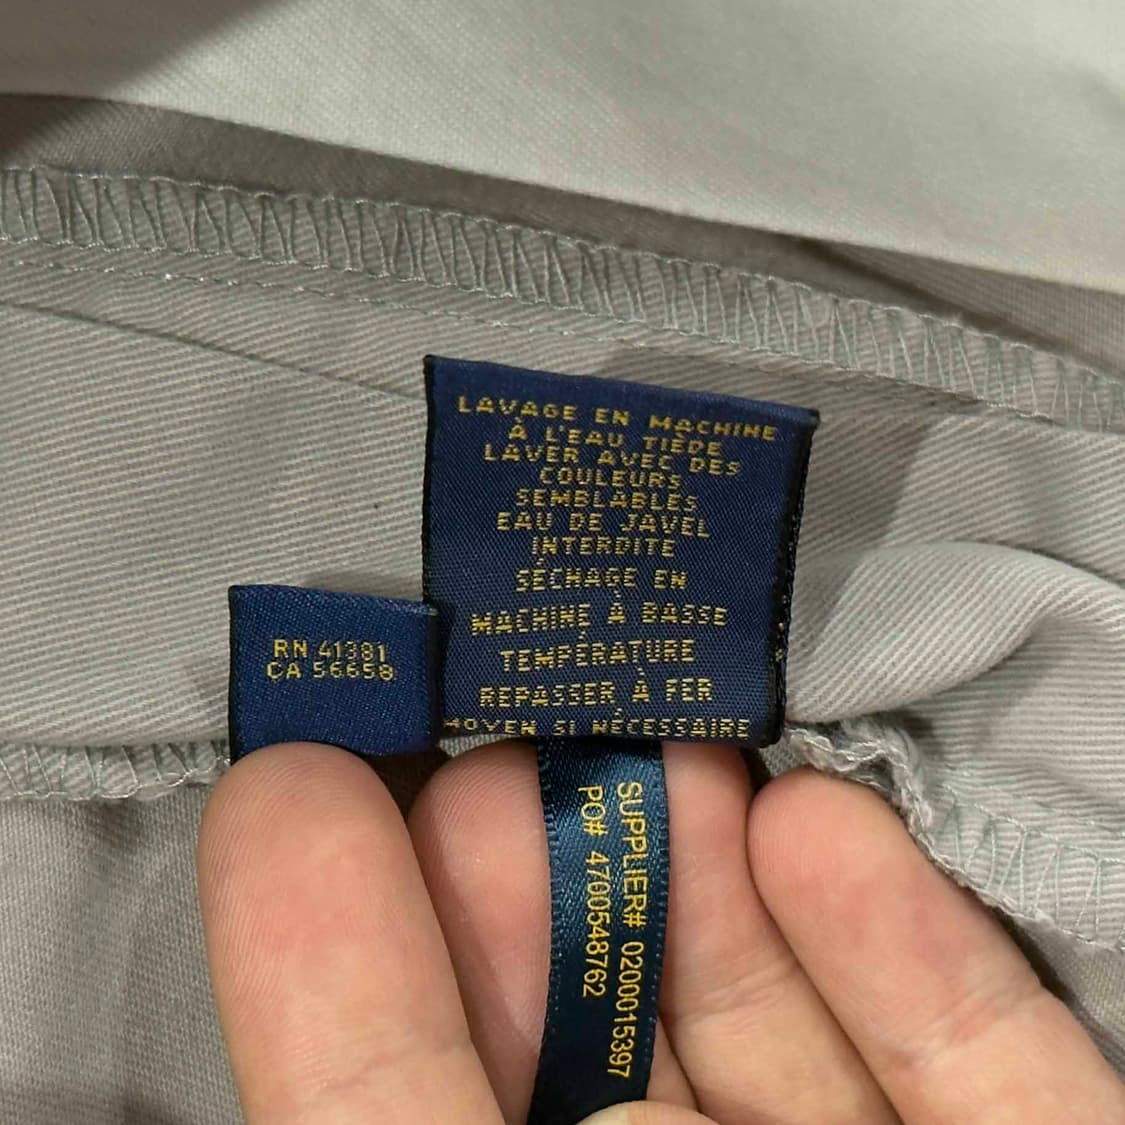 LAVAGE EN MACHINE
À L'EAU TIÈDE
LAVER AVEC DES
COULEURS
SEMBLABLES
EAU DE JAVEL
INTERDITE
SÉCHAGE EN
MACHINE À BASSE
TEMPÉRATURE
REPASSER À FER
MOYEN SI NÉCESSAIRE
RN 41381
CA 56658
SUPPLIER# 0200015397
PO# 4700548762